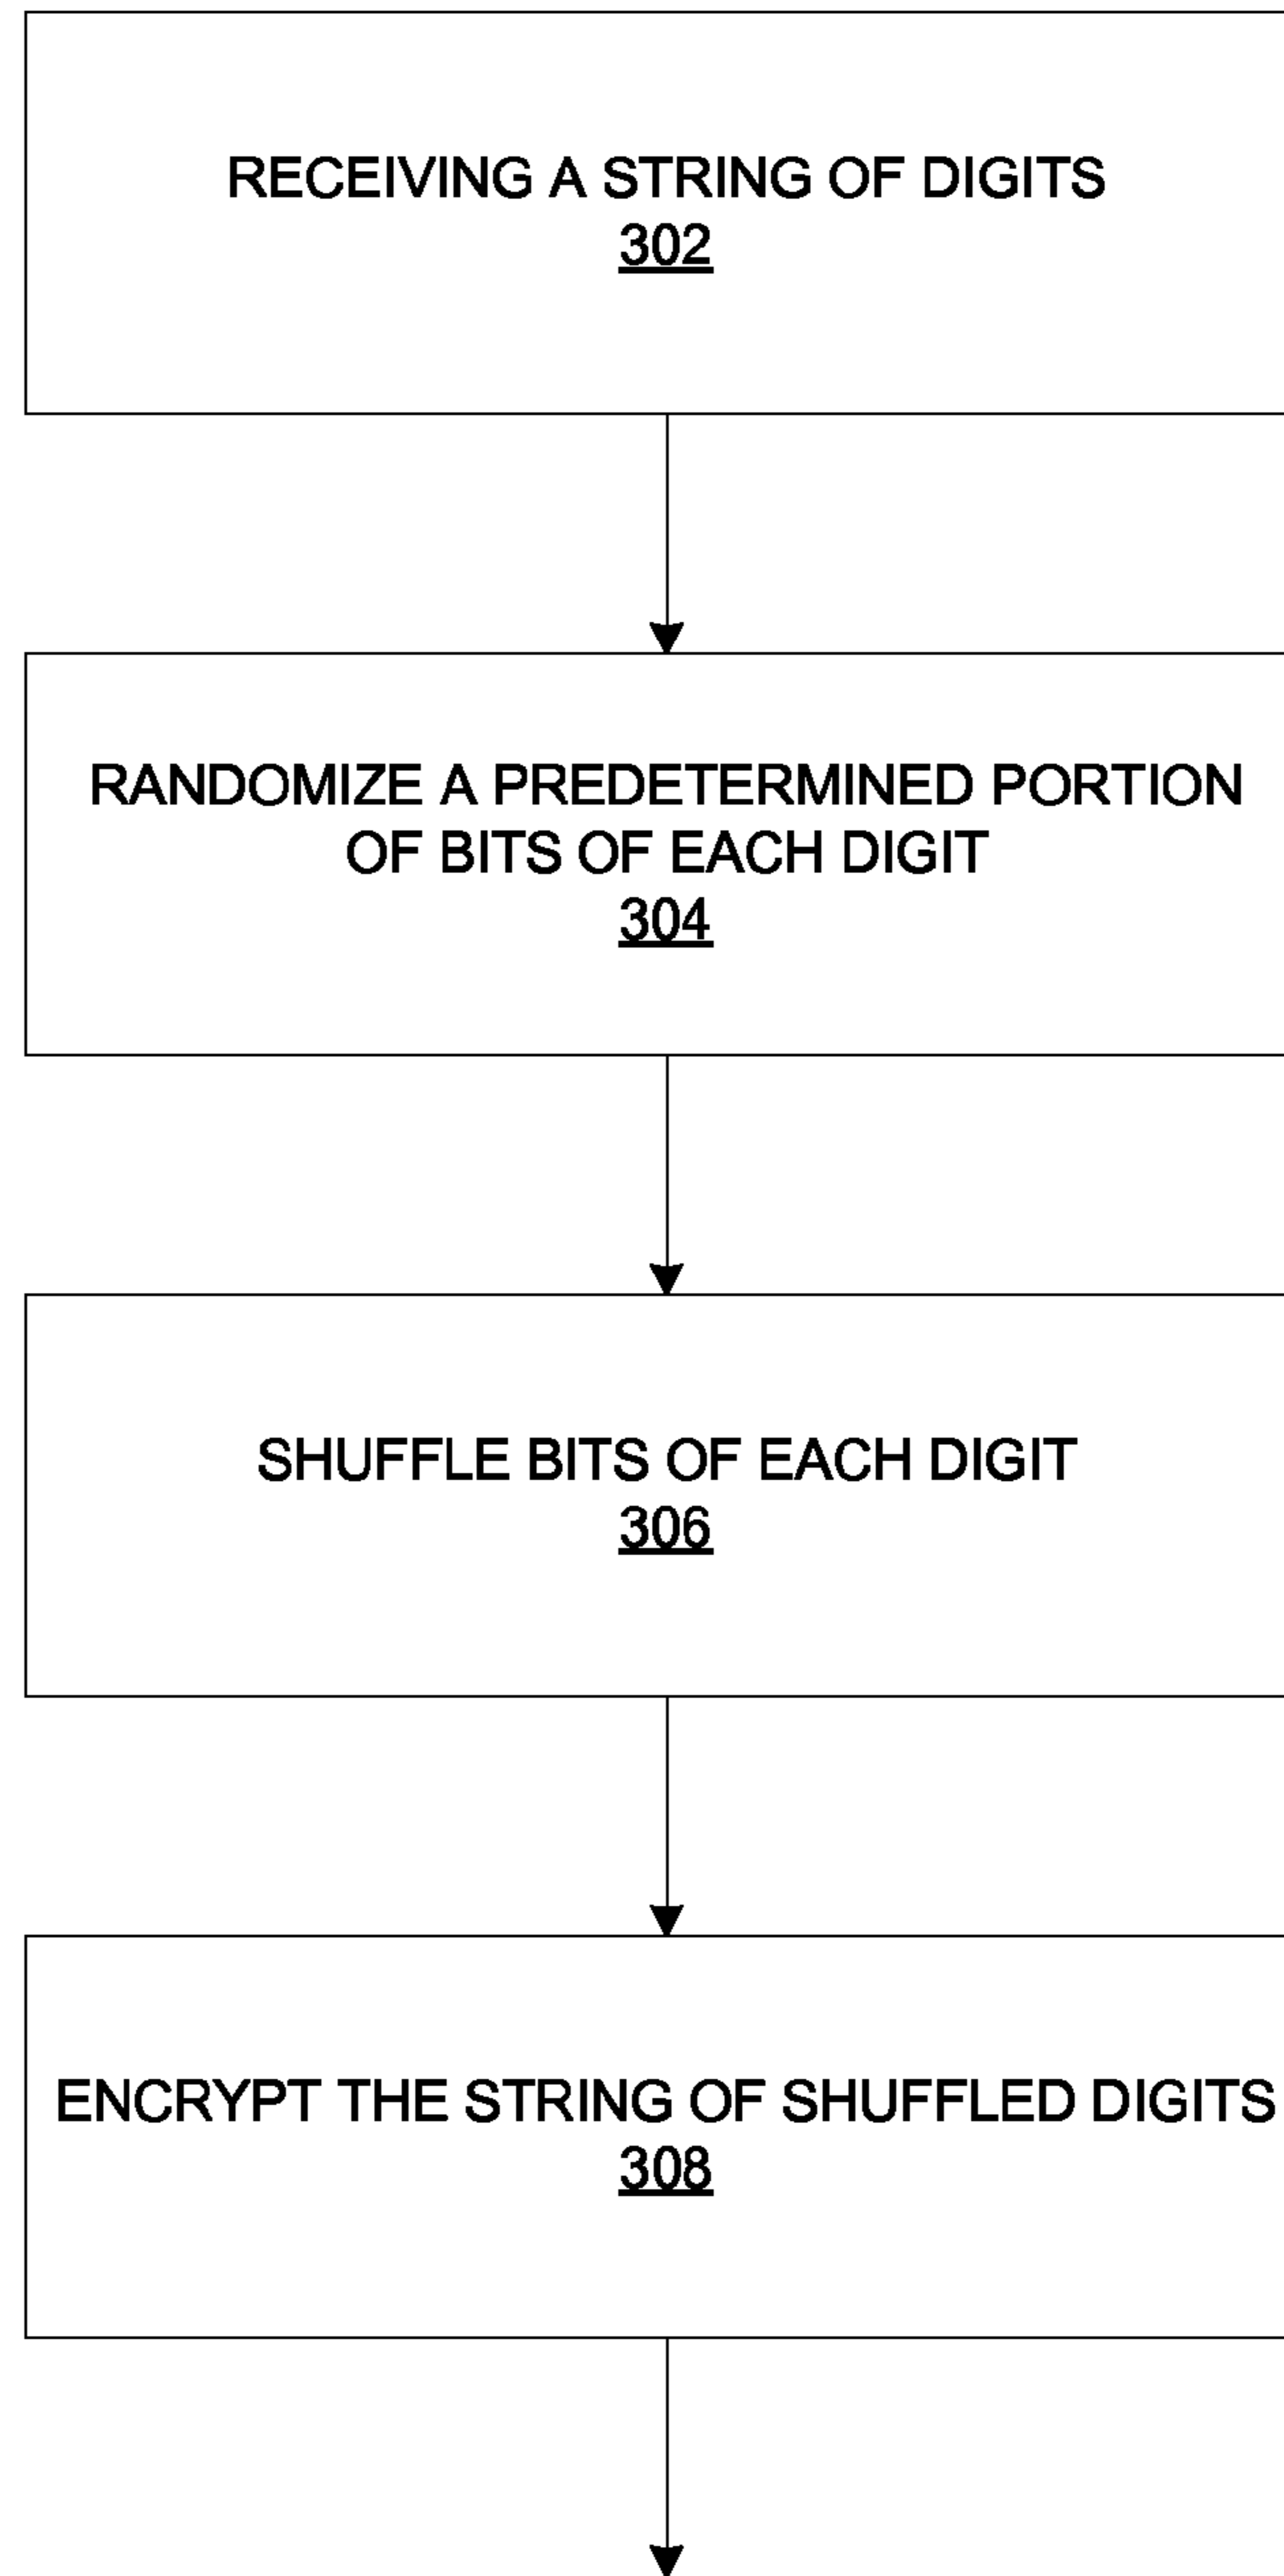 RECEIVING A STRING OF DIGITS
302
RANDOMIZE A PREDETERMINED PORTION
OF BITS OF EACH DIGIT
304
SHUFFLE BITS OF EACH DIGIT
306
ENCRYPT THE STRING OF SHUFFLED DIGITS
308